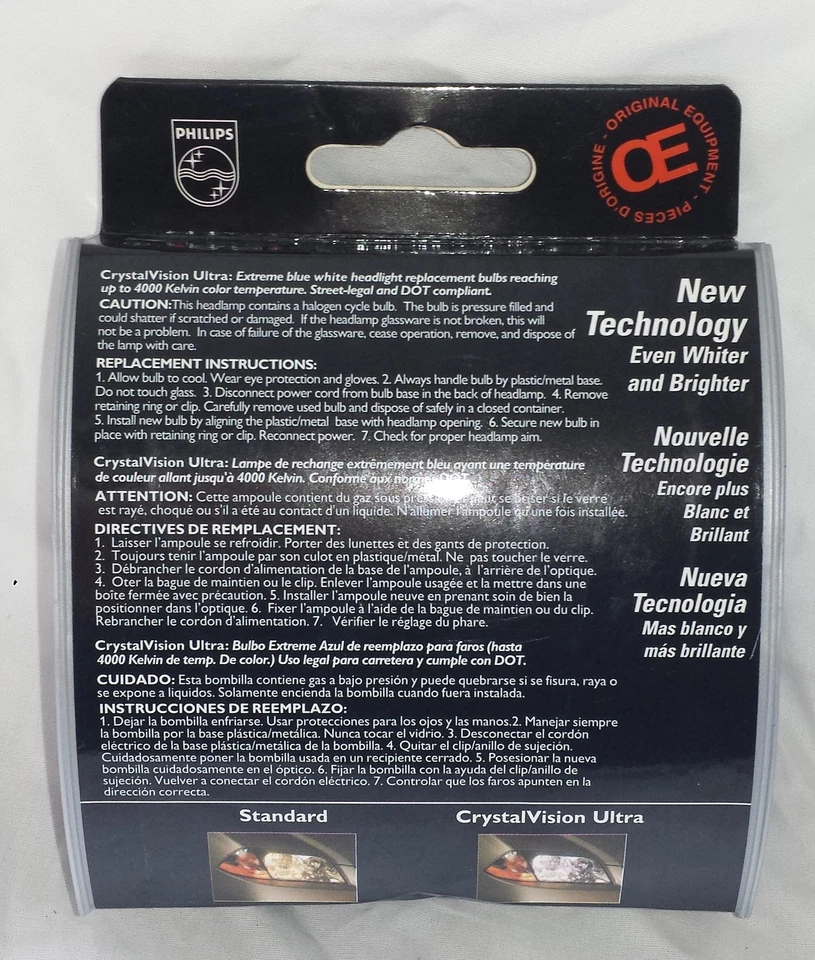 PHILIPS
ORIGINAL EQUIPMENT - PIECES D'ORIGINE -
OE
CrystalVision Ultra: Extreme blue white headlight replacement bulbs reaching
up to 4000 Kelvin color temperature. Street-legal and DOT compliant.
CAUTION:This headlamp contains a halogen cycle bulb. The bulb is pressure filled and
could shatter if scratched or damaged. If the headlamp glassware is not broken, this will
not be a problem. In case of failure of the glassware, cease operation, remove, and dispose of
the lamp with care.
REPLACEMENT INSTRUCTIONS:
1. Allow bulb to cool. Wear eye protection and gloves. 2. Always handle bulb by plastic/metal base.
Do not touch glass. 3. Disconnect power cord from bulb base in the back of headlamp. 4. Remove
retaining ring or clip. Carefully remove used bulb and dispose of safely in a closed container.
5. Install new bulb by aligning the plastic/metal base with headlamp opening. 6. Secure new bulb in
place with retaining ring or clip. Reconnect power. 7. Check for proper headlamp aim.
CrystalVision Ultra: Lampe de rechange extrêmement bleu ayant une température
de couleur allant jusqu'à 4000 Kelvin. Conforme aux
ATTENTION: Cette ampoule contient du gaz sous peut se briser si le verre
est rayé, choqué ou s'il a été au contact d'un liquide. N'allumer l'ampoule qu'une fois installée.
DIRECTIVES DE REMPLACEMENT:
1. Laisser l'ampoule se refroidir. Porter des lunettes et des gants de protection.
2. Toujours tenir l'ampoule par son culot en plastique/métal. Ne pas toucher le verre.
3. Débrancher le cordon d'alimentation de la base de l'ampoule, à l'arrière de l'optique.
4. Oter la bague de maintien ou le clip. Enlever l'ampoule usagée et la mettre dans une
boîte fermée avec précaution. 5. Installer l'ampoule neuve en prenant soin de bien la
positionner dans l'optique. 6. Fixer l'ampoule à l'aide de la bague de maintien ou du clip.
Rebrancher le cordon d'alimentation. 7. Vérifier le réglage du phare.
CrystalVision Ultra: Bulbo Extreme Azul de reemplazo para faros (hasta
4000 Kelvin de temp. De color.) Uso legal para carretera y cumple con DOT.
CUIDADO: Esta bombilla contiene gas a bajo presión y puede quebrarse si se fisura, raya o
se expone a liquidos. Solamente encienda la bombilla cuando fuera instalada.
INSTRUCCIONES DE REEMPLAZO:
1. Dejar la bombilla enfriarse. Usar protecciones para los ojos y las manos.2. Manejar siempre
la bombilla por la base plástica/metálica. Nunca tocar el vidrio. 3. Desconectar el cordón
eléctrico de la base plástica/metálica de la bombilla. 4. Quitar el clip/anillo de sujeción.
Cuidadosamente poner la bombilla usada en un recipiente cerrado. 5. Posesionar la nueva
bombilla cuidadosamente en el óptico. 6. Fijar la bombilla con la ayuda del clip/anillo de
sujeción. Vuelver a conectar el cordón eléctrico. 7. Controlar que los faros apunten en la
dirección correcta.
New
Technology
Even Whiter
and Brighter
Nouvelle
Technologie
Encore plus
Blanc et
Brillant
Nueva
Tecnologia
Mas blanco y
más brillante
Standard
CrystalVision Ultra